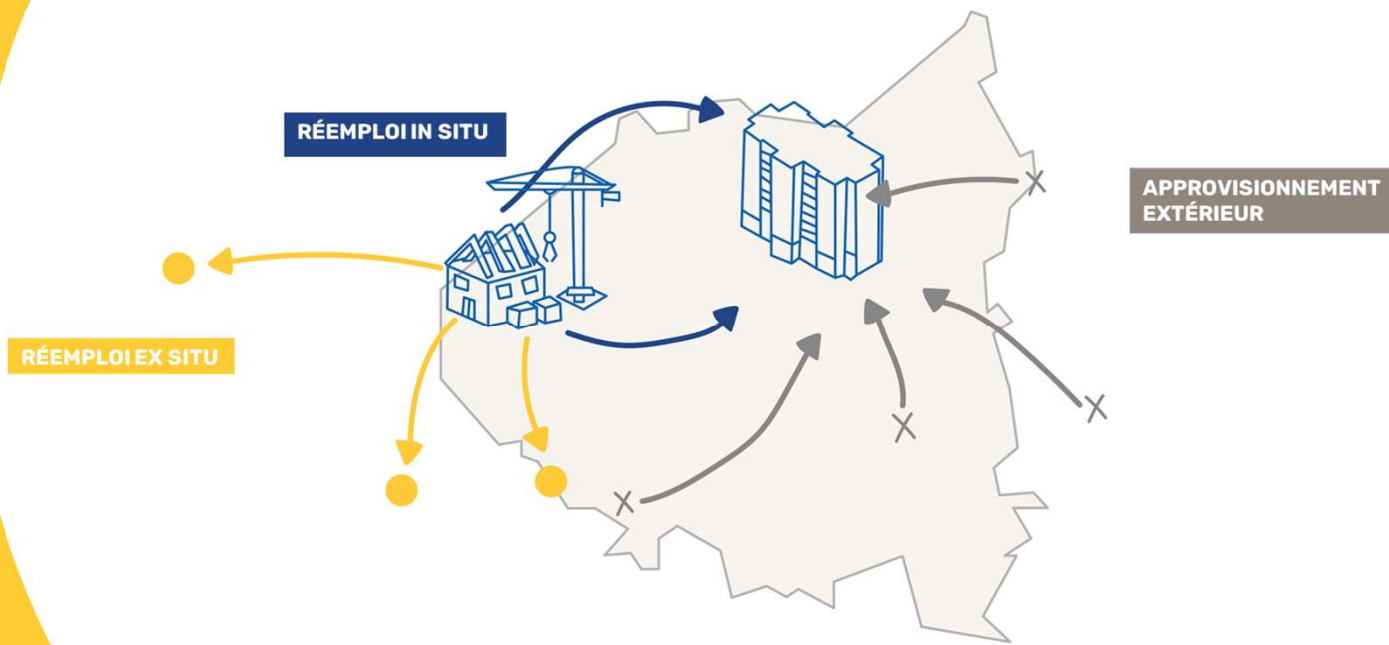 RÉEMPLOI IN SITU
APPROVISIONNEMENT
EXTÉRIEUR
RÉEMPLOI EX SITU